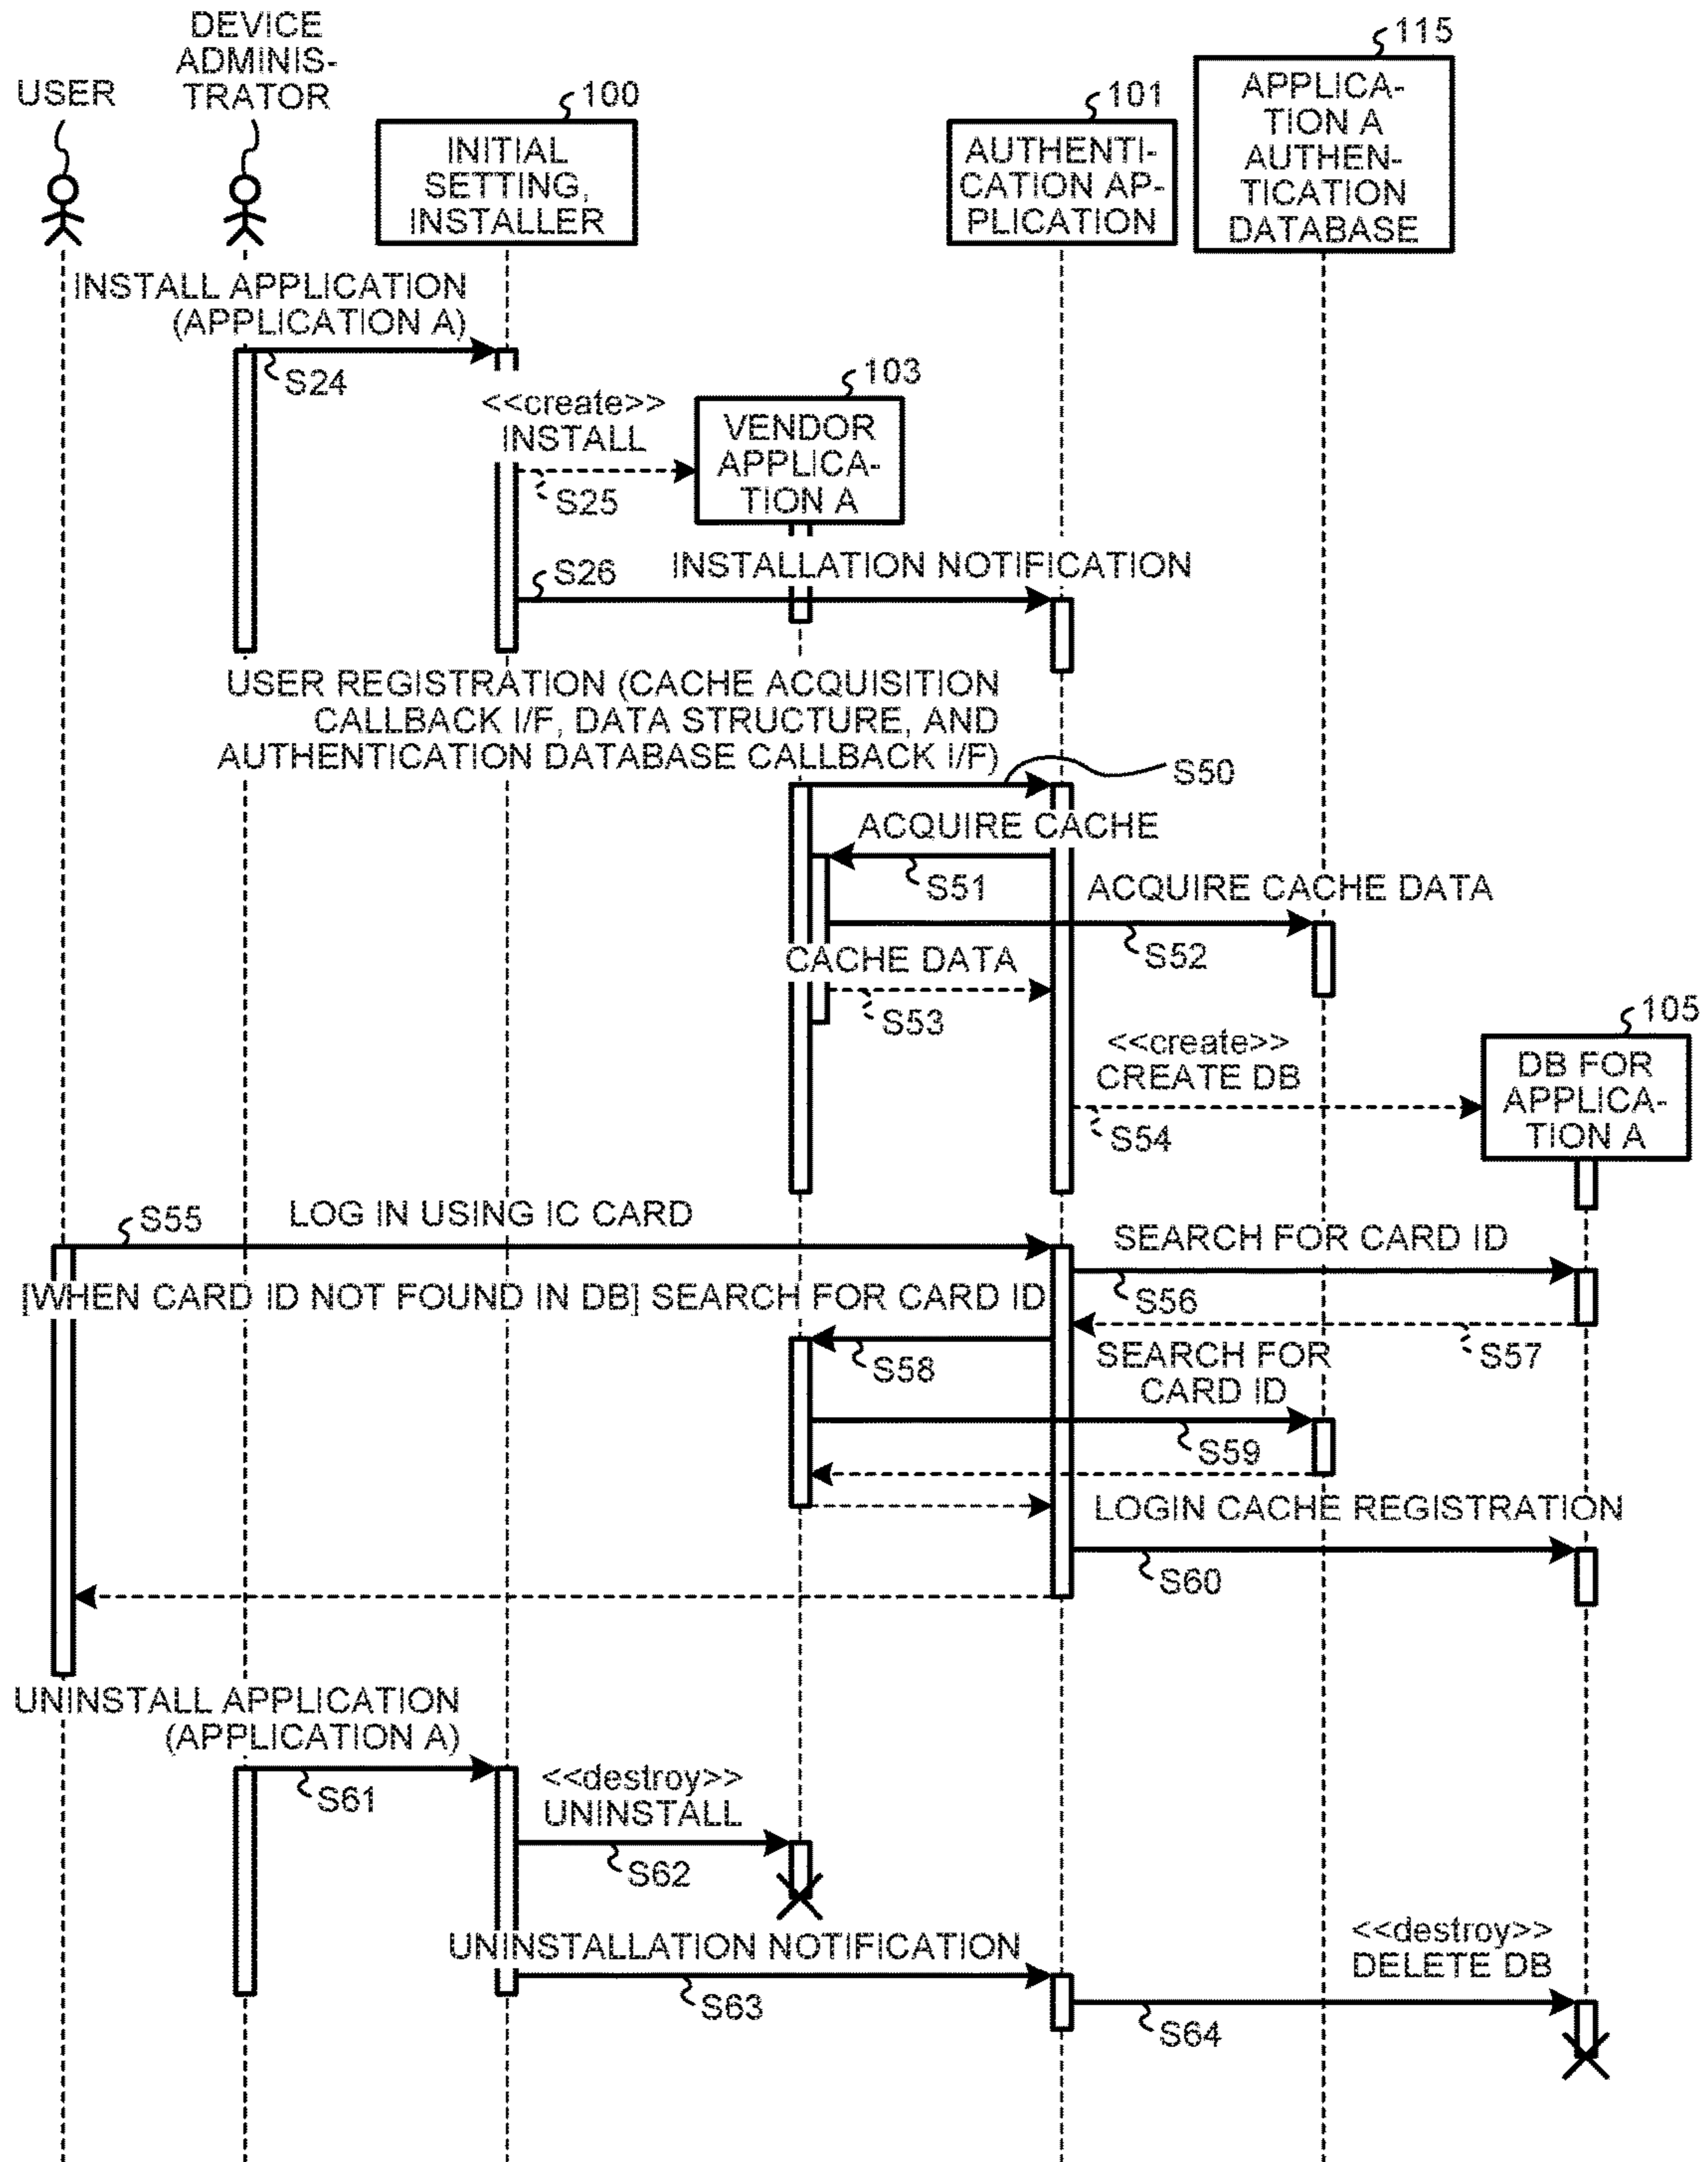 USER
DEVICE
ADMINIS-
TRATOR
100
INITIAL
SETTING,
INSTALLER
101
AUTHENTI-
CATION AP-
PLICATION
115
APPLICA-
TION A
AUTHEN-
TICATION
DATABASE
INSTALL APPLICATION
(APPLICATION A)
S24
<<create>>
INSTALL
S25
103
VENDOR
APPLICA-
TION A
S26
INSTALLATION NOTIFICATION
USER REGISTRATION (CACHE ACQUISITION
CALLBACK I/F, DATA STRUCTURE, AND
AUTHENTICATION DATABASE CALLBACK I/F)
S50
ACQUIRE CACHE
S51
ACQUIRE CACHE DATA
S52
CACHE DATA
S53
<<create>>
CREATE DB
S54
105
DB FOR
APPLICA-
TION A
S55
LOG IN USING IC CARD
SEARCH FOR CARD ID
S56
[WHEN CARD ID NOT FOUND IN DB] SEARCH FOR CARD ID
S57
S58
SEARCH FOR
CARD ID
S59
LOGIN CACHE REGISTRATION
S60
UNINSTALL APPLICATION
(APPLICATION A)
S61
<<destroy>>
UNINSTALL
S62
UNINSTALLATION NOTIFICATION
S63
<<destroy>>
DELETE DB
S64